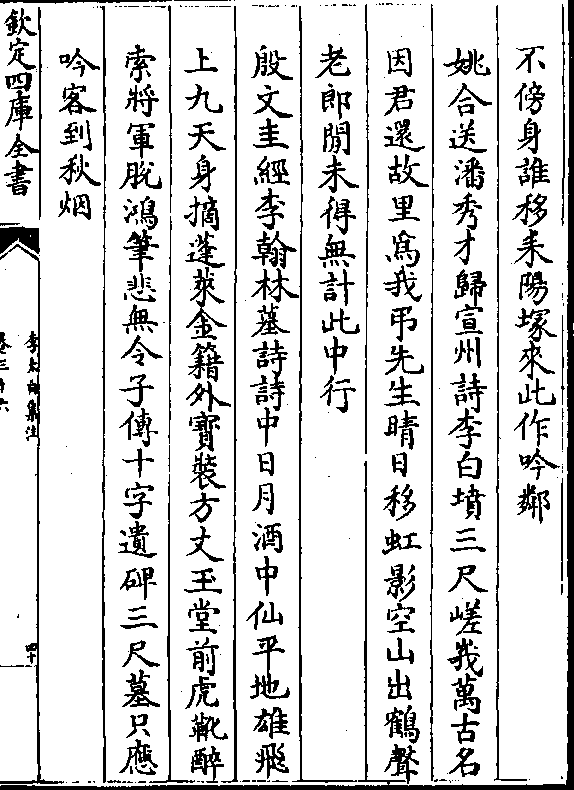 不傍身誰移耒陽塚來此作吟鄰
姚合送潘秀才歸宣州詩李白墳三尺嵯峩萬古名
因君還故里爲我弔先生晴日移虹影空山出鶴聲
老郎閒未得無計此中行
殷文圭經李翰林墓詩詩中日月酒中仙平地雄飛
上九天身摘蓬萊金籍外寳裝方丈玉堂前虎靴醉
索將軍脫鴻筆悲無令子傳十字遺碑三尺墓只應
吟客到秋烟
欽定四庫全書
李太白集注
卷三十六
四十